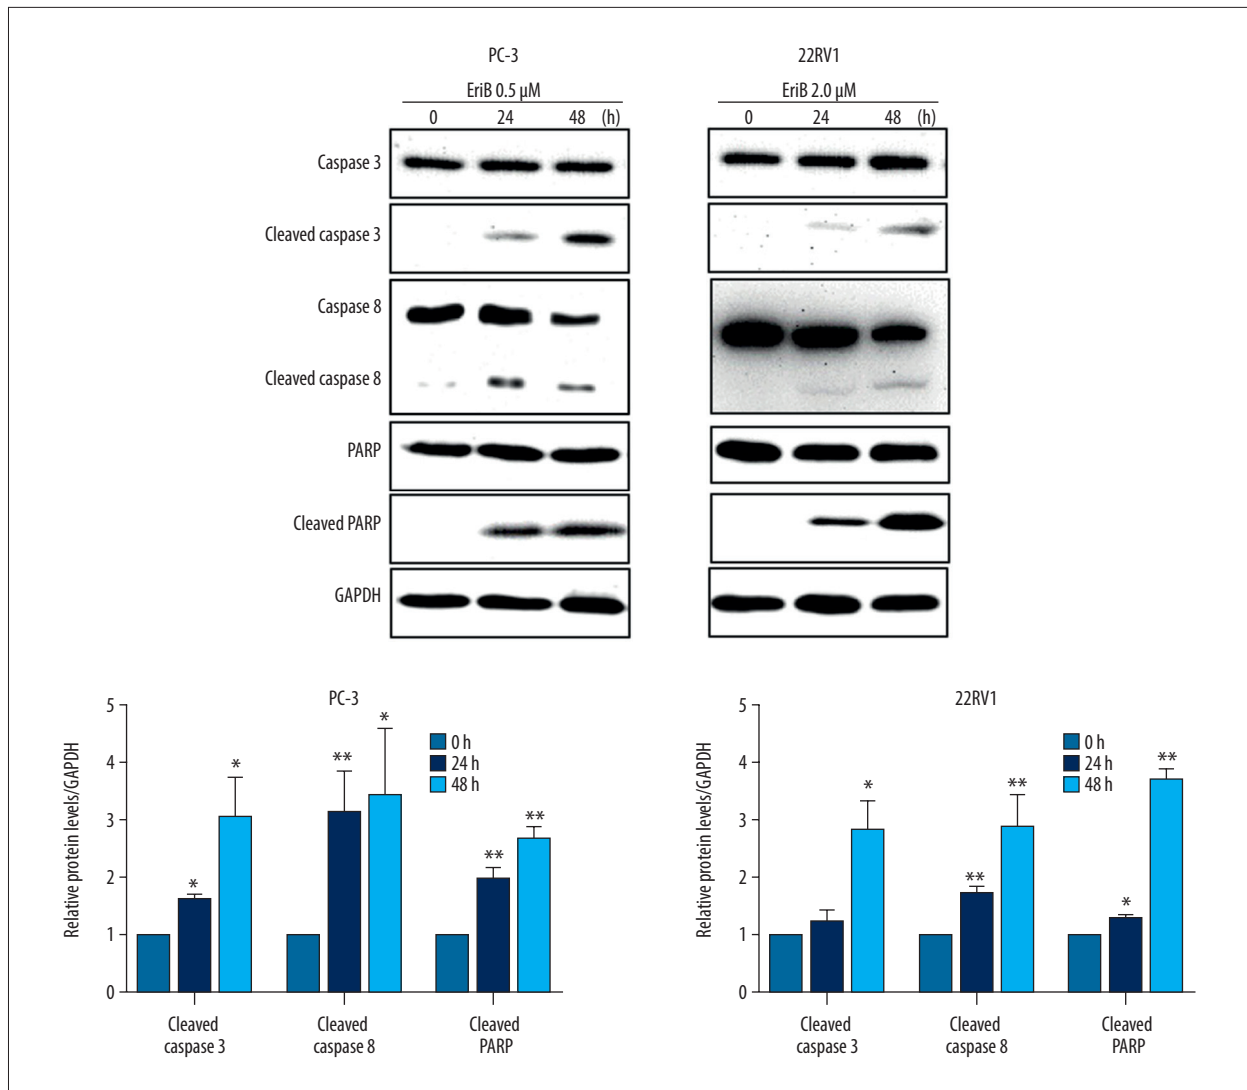 PC-3
22RV1
EriB 0.5 µM
EriB 2.0 µM
0 24 48 (h)
0 24 48 (h)
Caspase 3
Cleaved caspase 3
Caspase 8
Cleaved caspase 8
PARP
Cleaved PARP
GAPDH
PC-3
Relative protein levels/GAPDH
5
4
3
2
1
0
0 h
24 h
48 h
* *
** *
** **
Cleaved
caspase 3
Cleaved
caspase 8
Cleaved
PARP
22RV1
Relative protein levels/GAPDH
5
4
3
2
1
0
0 h
24 h
48 h
*
** **
* **
Cleaved
caspase 3
Cleaved
caspase 8
Cleaved
PARP